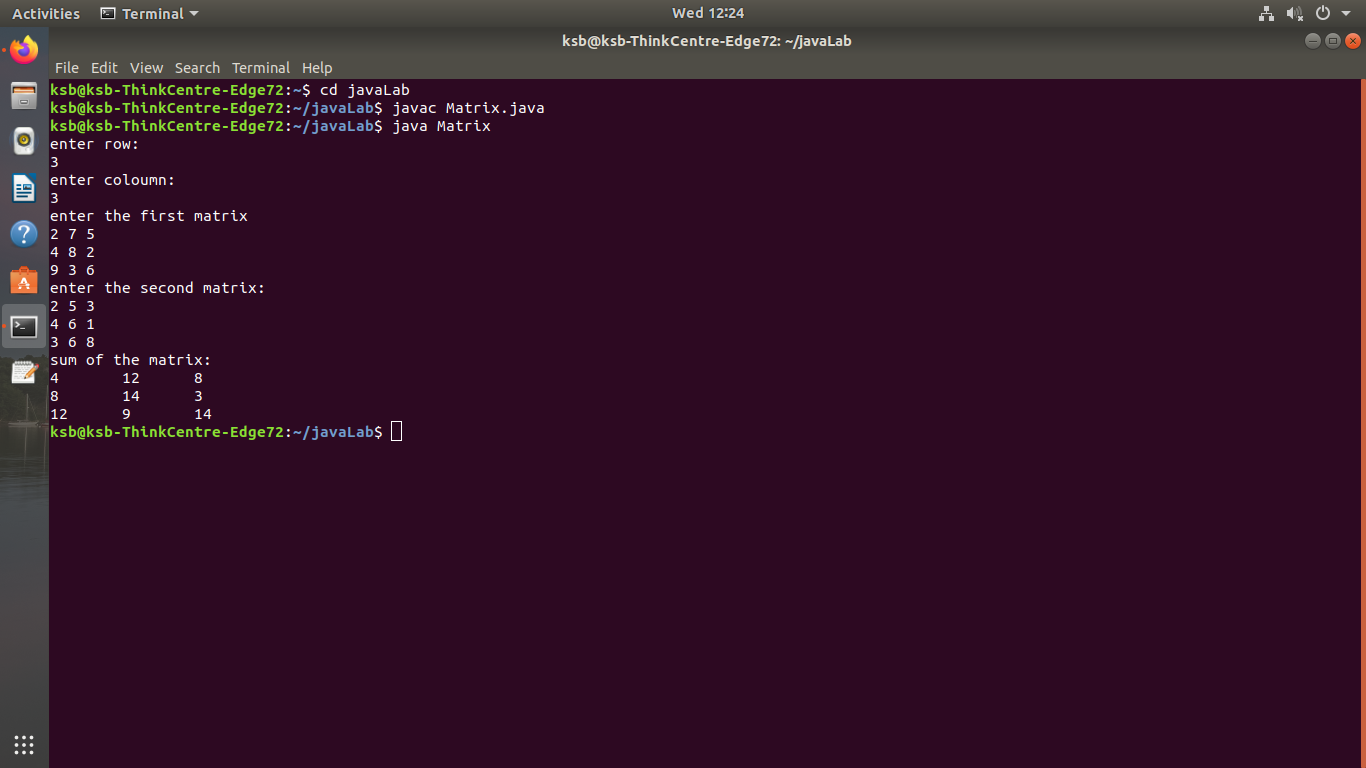 Activities Terminal Wed 12:24
ksb@ksb-ThinkCentre-Edge72: ~/javaLab
File Edit View Search Terminal Help
ksb@ksb-ThinkCentre-Edge72:~$ cd javaLab
ksb@ksb-ThinkCentre-Edge72:~/javaLab$ javac Matrix.java
ksb@ksb-ThinkCentre-Edge72:~/javaLab$ java Matrix
enter row:
3
enter coloumn:
3
enter the first matrix
2 7 5
4 8 2
9 3 6
enter the second matrix:
2 5 3
4 6 1
3 6 8
sum of the matrix:
4 12 8
8 14 3
12 9 14
ksb@ksb-ThinkCentre-Edge72:~/javaLab$